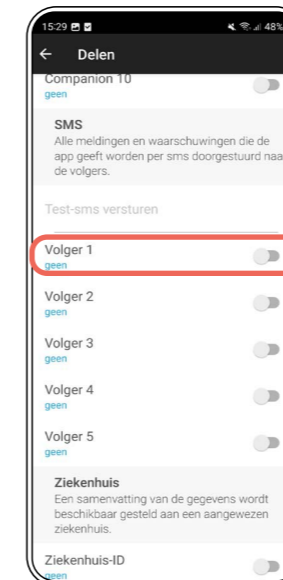 15:29 48%
← Delen
Companion 10
geen
SMS
Alle meldingen en waarschuwingen die de
app geeft worden per sms doorgestuurd naa
de volgers.
Test-sms versturen
Volger 1
geen
Volger 2
geen
Volger 3
geen
Volger 4
geen
Volger 5
geen
Ziekenhuis
Een samenvatting van de gegevens wordt
beschikbaar gesteld aan een aangewezen
ziekenhuis.
Ziekenhuis-ID
geen